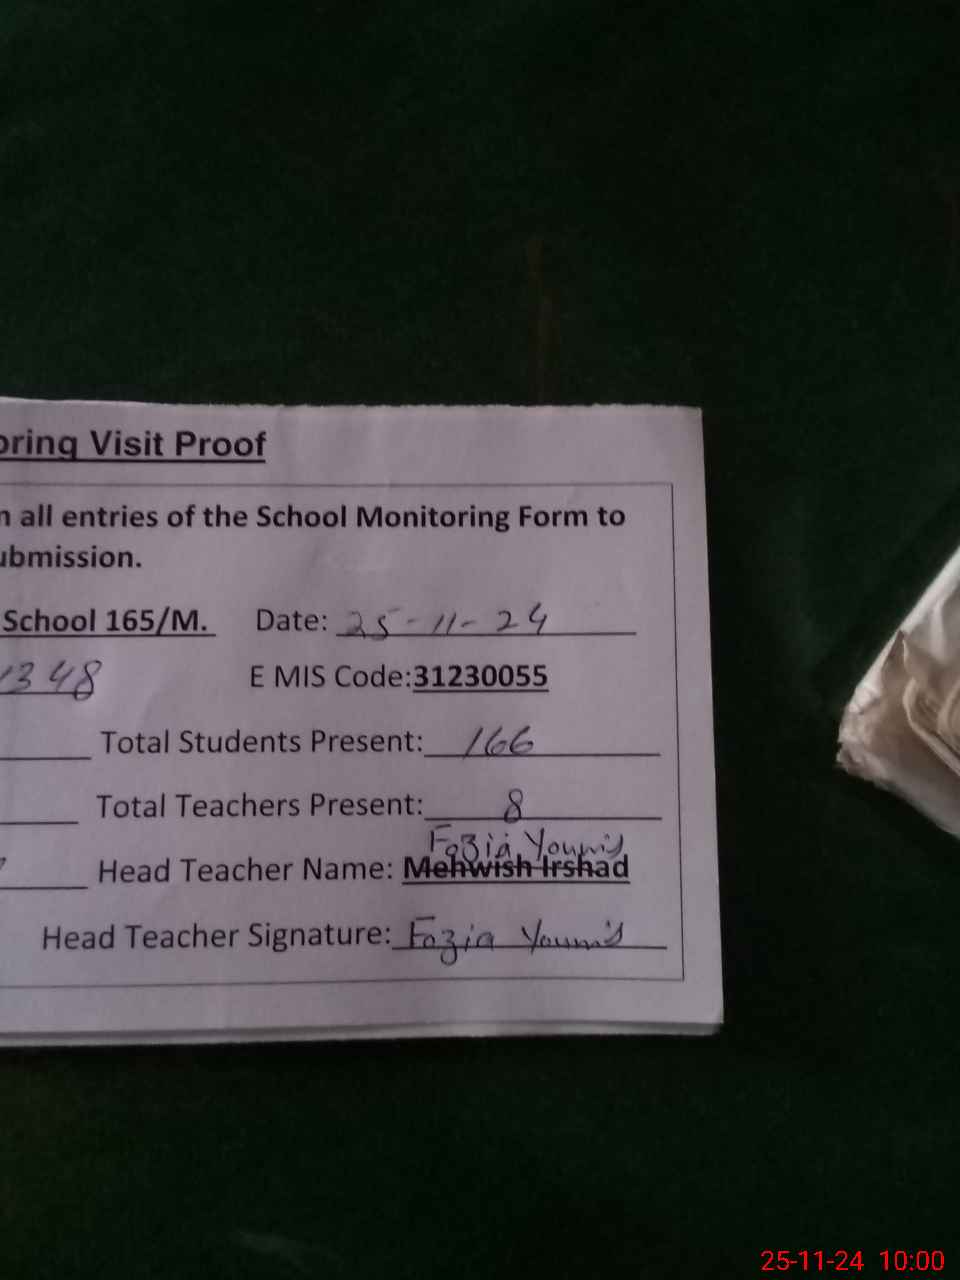 oring Visit Proof
n all entries of the School Monitoring Form to
ubmission.
School 165/M. Date: 25-11-24
1348 E MIS Code:31230055
Total Students Present: 166
Total Teachers Present: 8
Fozia Younis
Head Teacher Name: Mehwish Irshad
Head Teacher Signature: Fozia Younis
25-11-24 10:00